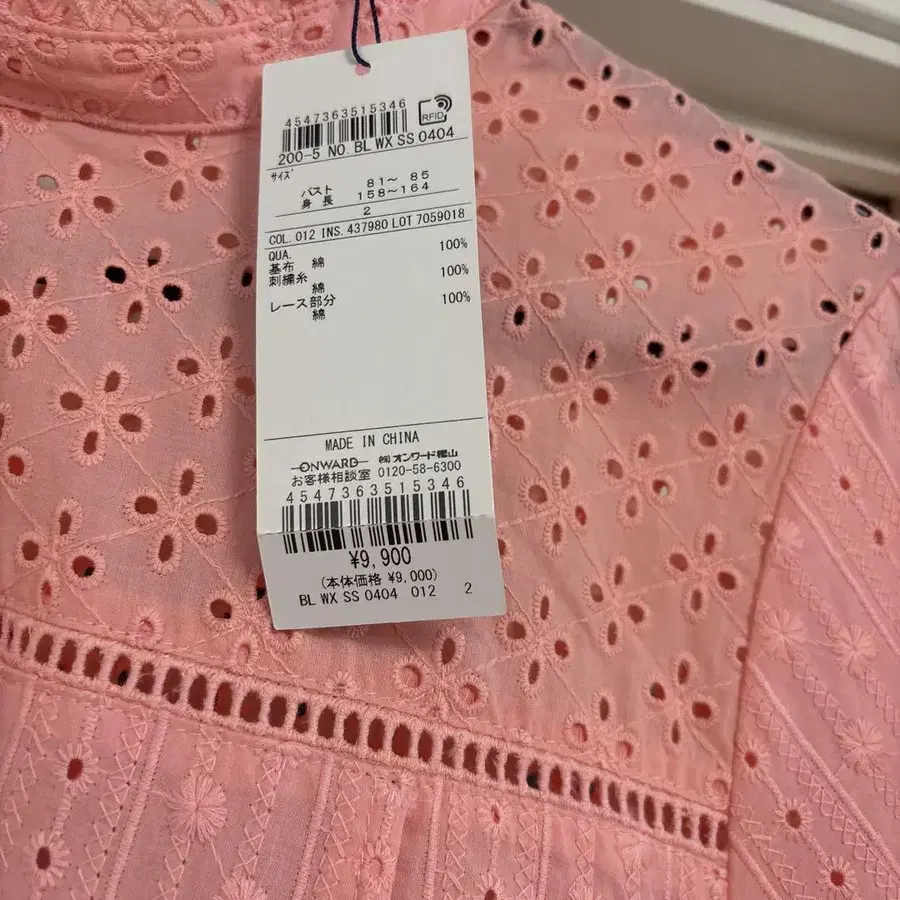 4547363515346
RFID
200-5 NO. BL WX SS 0404
サイズ
バスト 81~ 85
身長 158~164
2
COL. 012 INS. 437980 LOT 7059018
QUA.
基布 綿 100%
刺繍糸
綿 100%
レース部分
綿 100%
MADE IN CHINA
ONWARD ㈱オンワード樫山
お客様相談室 0120-58-6300
4547363515346
¥9,900
(本体価格 ¥9,000)
BL WX SS 0404 012 2